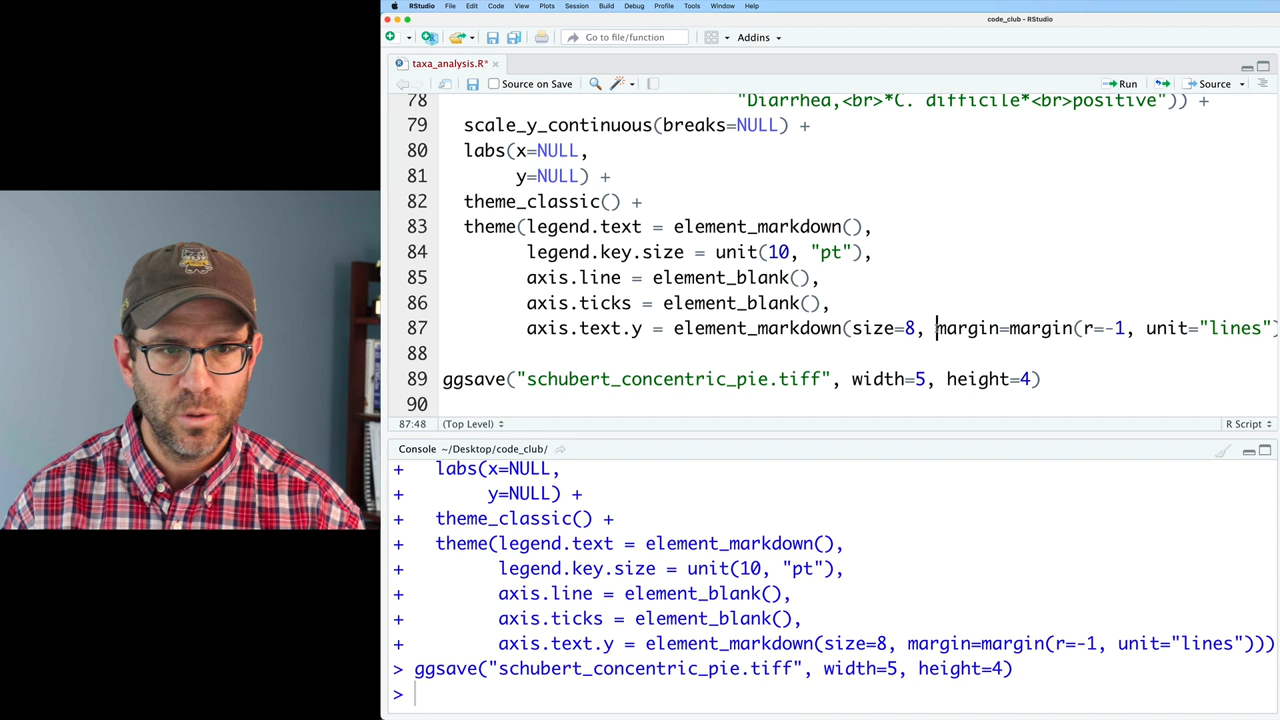 RStudio File Edit Code View Plots Session Build Debug Profile Tools Window Help
code_club - RStudio
Go to file/function Addins
taxa_analysis.R*
Source on Save Run Source
78 "Diarrhea,<br>*C. difficile*<br>positive")) +
79 scale_y_continuous(breaks=NULL) +
80 labs(x=NULL,
81 y=NULL) +
82 theme_classic() +
83 theme(legend.text = element_markdown(),
84 legend.key.size = unit(10, "pt"),
85 axis.line = element_blank(),
86 axis.ticks = element_blank(),
87 axis.text.y = element_markdown(size=8, margin=margin(r=-1, unit="lines")
88
89 ggsave("schubert_concentric_pie.tiff", width=5, height=4)
90
87:48 (Top Level) R Script
Console ~/Desktop/code_club/
+ labs(x=NULL,
+ y=NULL) +
+ theme_classic() +
+ theme(legend.text = element_markdown(),
+ legend.key.size = unit(10, "pt"),
+ axis.line = element_blank(),
+ axis.ticks = element_blank(),
+ axis.text.y = element_markdown(size=8, margin=margin(r=-1, unit="lines")))
> ggsave("schubert_concentric_pie.tiff", width=5, height=4)
>